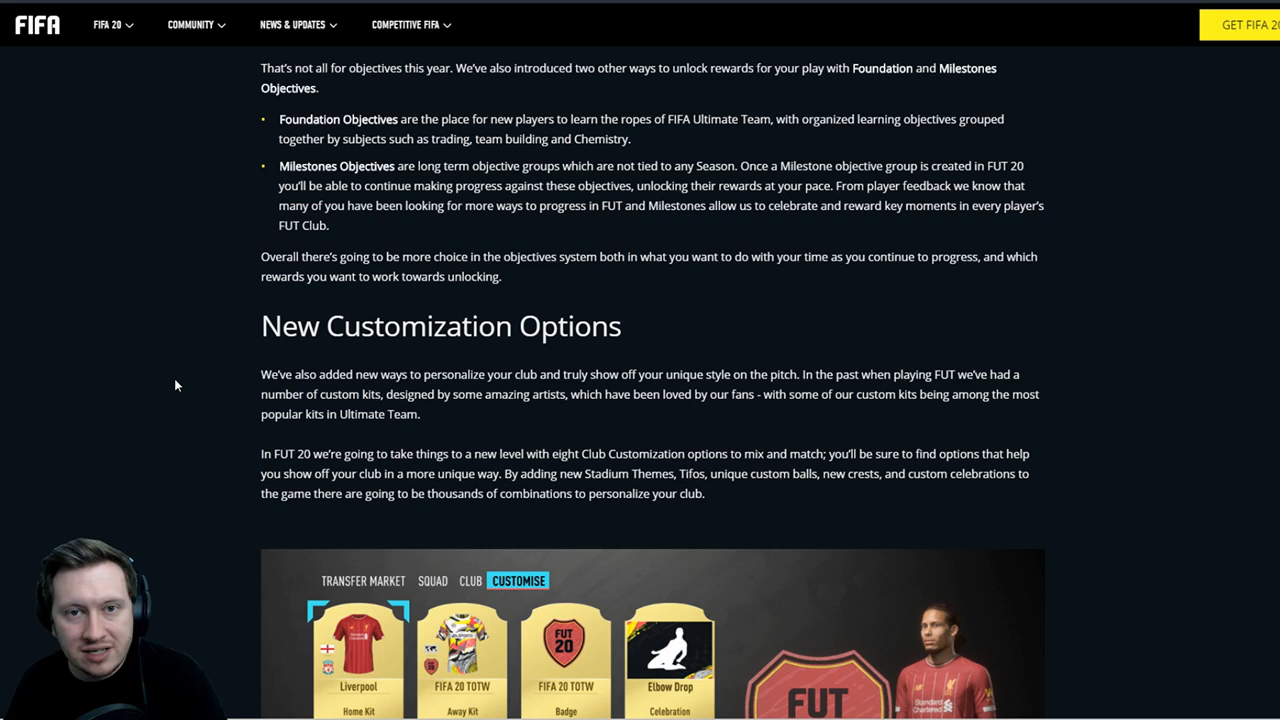 FIFA FIFA 20 COMMUNITY NEWS & UPDATES COMPETITIVE FIFA GET FIFA 20
That's not all for objectives this year. We've also introduced two other ways to unlock rewards for your play with Foundation and Milestones
Objectives.
• Foundation Objectives are the place for new players to learn the ropes of FIFA Ultimate Team, with organized learning objectives grouped
together by subjects such as trading, team building and Chemistry.
• Milestones Objectives are long term objective groups which are not tied to any Season. Once a Milestone objective group is created in FUT 20
you'll be able to continue making progress against these objectives, unlocking their rewards at your pace. From player feedback we know that
many of you have been looking for more ways to progress in FUT and Milestones allow us to celebrate and reward key moments in every player's
FUT Club.
Overall there's going to be more choice in the objectives system both in what you want to do with your time as you continue to progress, and which
rewards you want to work towards unlocking.
New Customization Options
We've also added new ways to personalize your club and truly show off your unique style on the pitch. In the past when playing FUT we've had a
number of custom kits, designed by some amazing artists, which have been loved by our fans - with some of our custom kits being among the most
popular kits in Ultimate Team.
In FUT 20 we're going to take things to a new level with eight Club Customization options to mix and match; you'll be sure to find options that help
you show off your club in a more unique way. By adding new Stadium Themes, Tifos, unique custom balls, new crests, and custom celebrations to
the game there are going to be thousands of combinations to personalize your club.
TRANSFER MARKET SQUAD CLUB CUSTOMISE
FUT
20
Liverpool FIFA 20 TOTW FIFA 20 TOTW Elbow Drop
Home Kit Away Kit Badge Celebration
FUT
Standard
Chartered